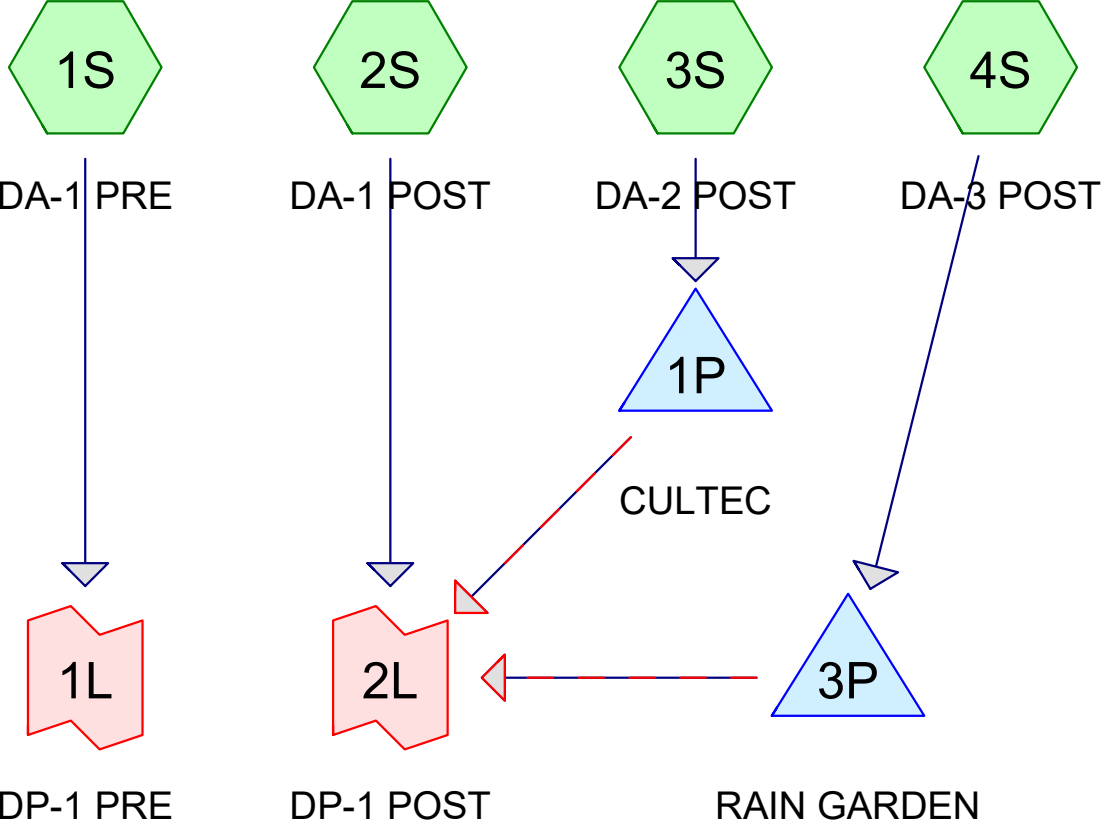 1S
2S
3S
4S
DA-1 PRE
DA-1 POST
DA-2 POST
DA-3 POST
1P
CULTEC
1L
2L
3P
DP-1 PRE
DP-1 POST
RAIN GARDEN